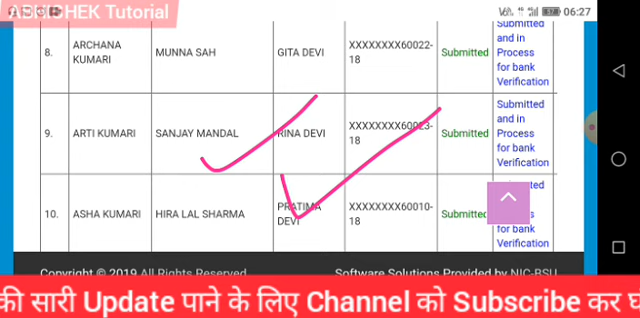 ABHISHEK Tutorial
06:27
8. ARCHANA KUMARI MUNNA SAH GITA DEVI XXXXXXXX60022-18 Submitted Submitted and in Process for bank Verification
9. ARTI KUMARI SANJAY MANDAL RINA DEVI XXXXXXXX60023-18 Submitted Submitted and in Process for bank Verification
10. ASHA KUMARI HIRA LAL SHARMA PRATIMA DEVI XXXXXXXX60010-18 Submitted for bank Verification
Copyright © 2019 All Rights Reserved Software Solutions Provided by NIC-BSU
की सारी Update पाने के लिए Channel को Subscribe कर